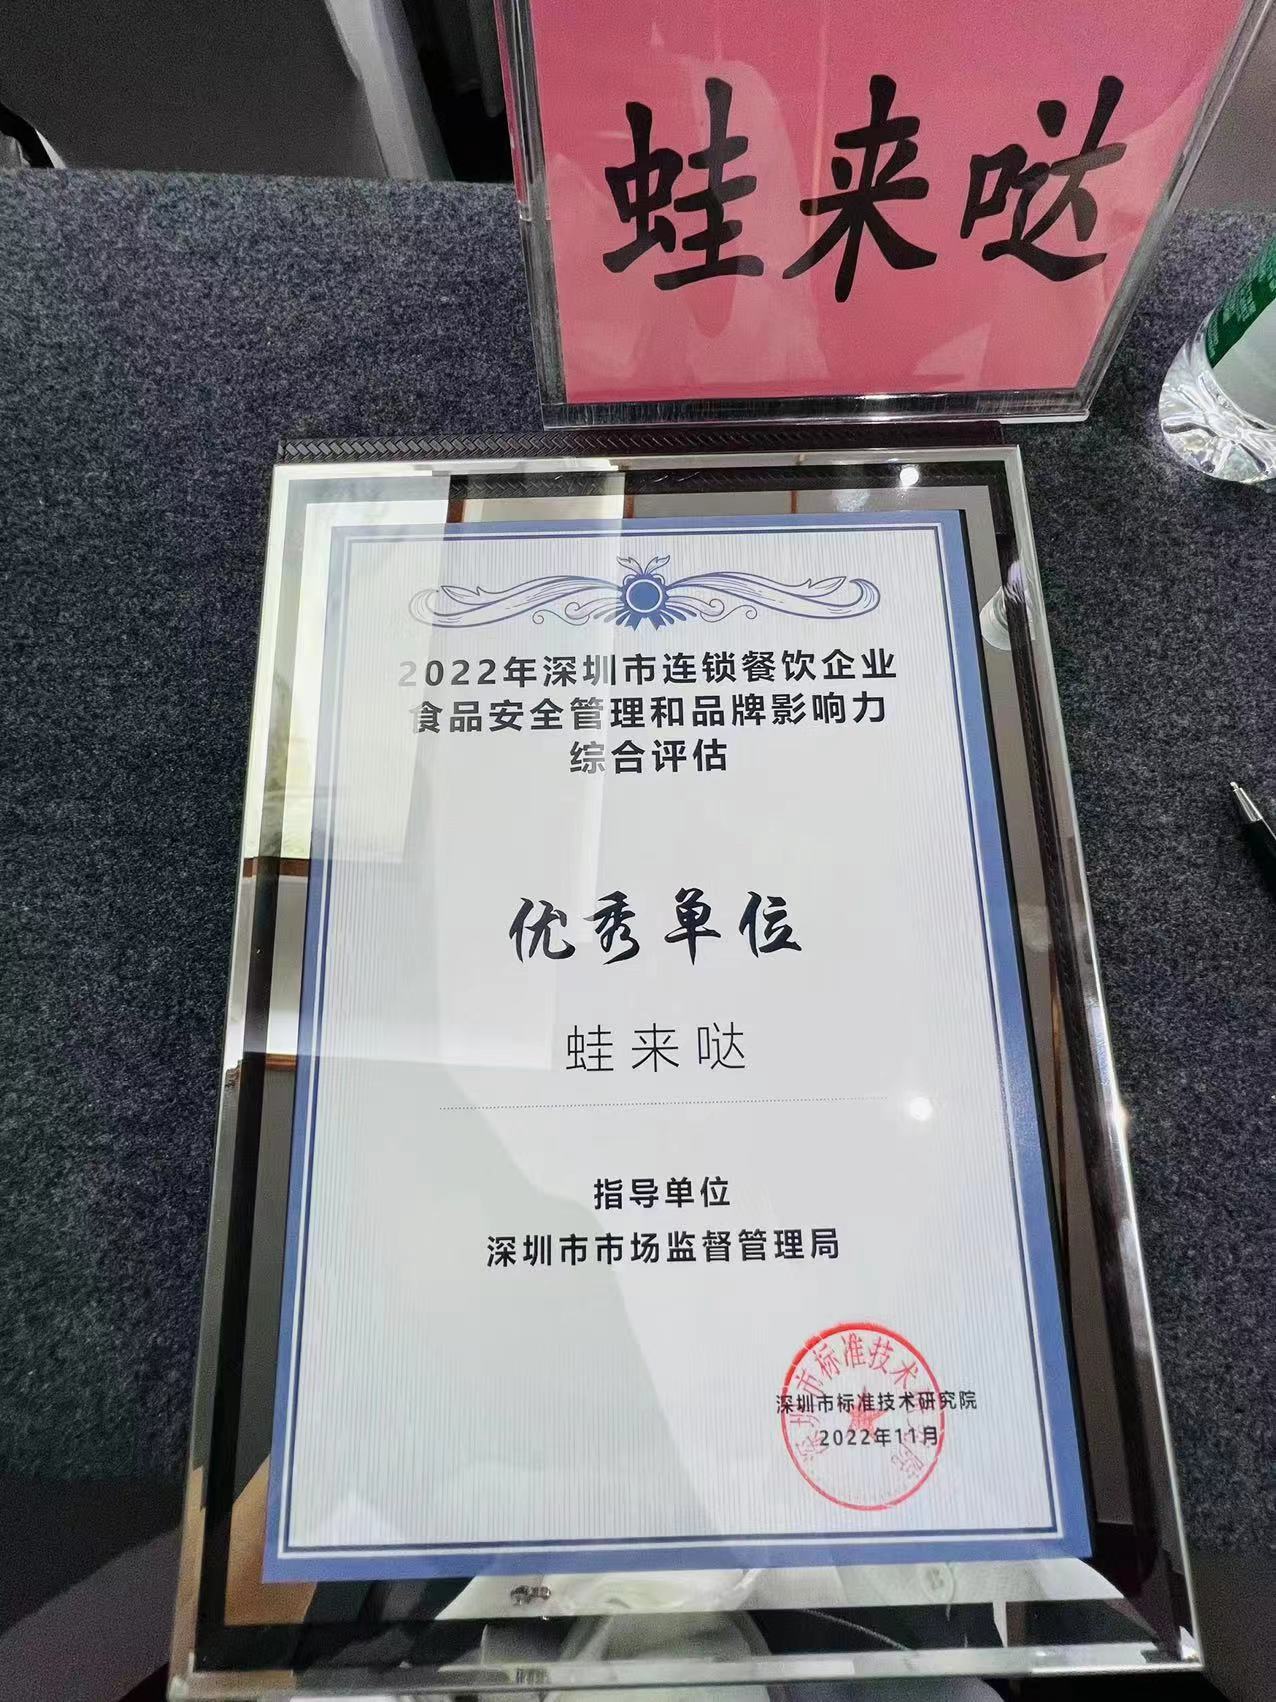 蛙来哒
2022年深圳市连锁餐饮企业
食品安全管理和品牌影响力
综合评估
优秀单位
蛙来哒
指导单位
深圳市市场监督管理局
深圳市标准技术研究院
2022年11月